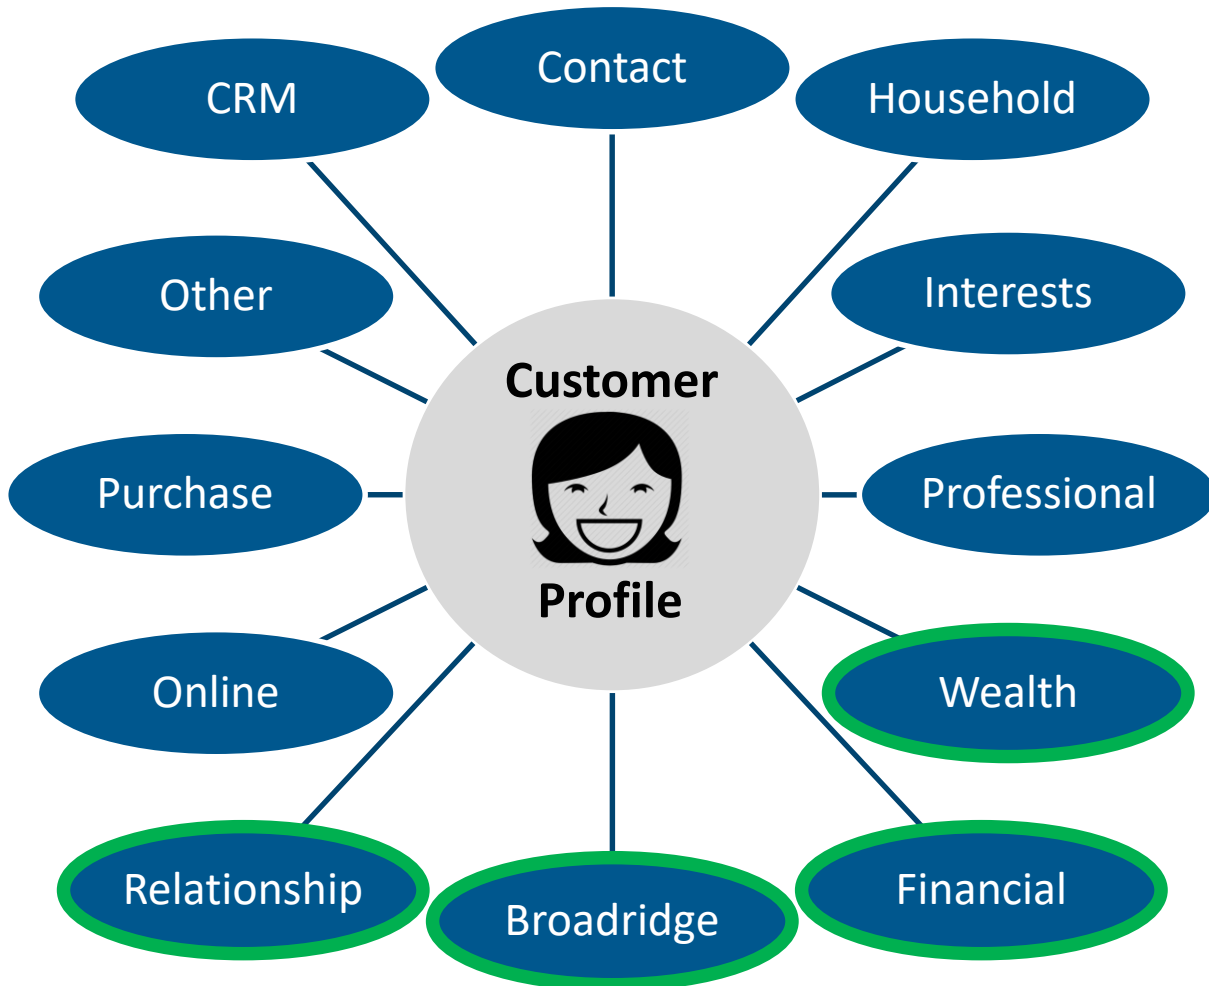 Contact
CRM
Household
Other
Interests
Customer
Profile
Purchase
Professional
Online
Wealth
Relationship
Broadridge
Financial